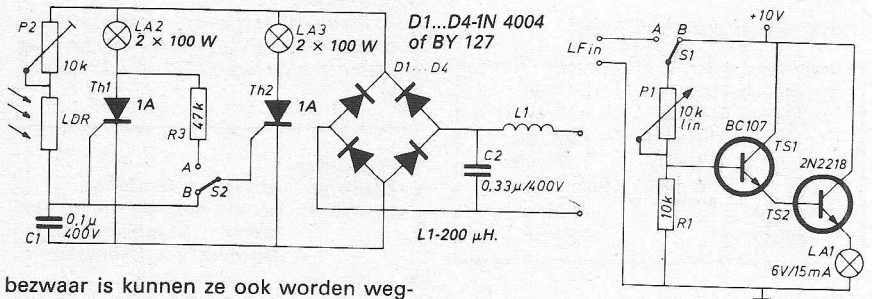 P2
10k
LDR
C1
0,1µ
400V
LA2
2 × 100 W
Th1
1A
R3
47k
A
B
S2
LA3
2 × 100 W
Th2
1A
D1...D4-1N 4004
of BY 127
D1...D4
L1
C2
0,33µ/400V
L1-200 µH.
LFin
A
B
S1
+10V
P1
10k
lin.
BC107
TS1
2N2218
TS2
10k
R1
LA1
6V/15mA
bezwaar is kunnen ze ook worden weg-